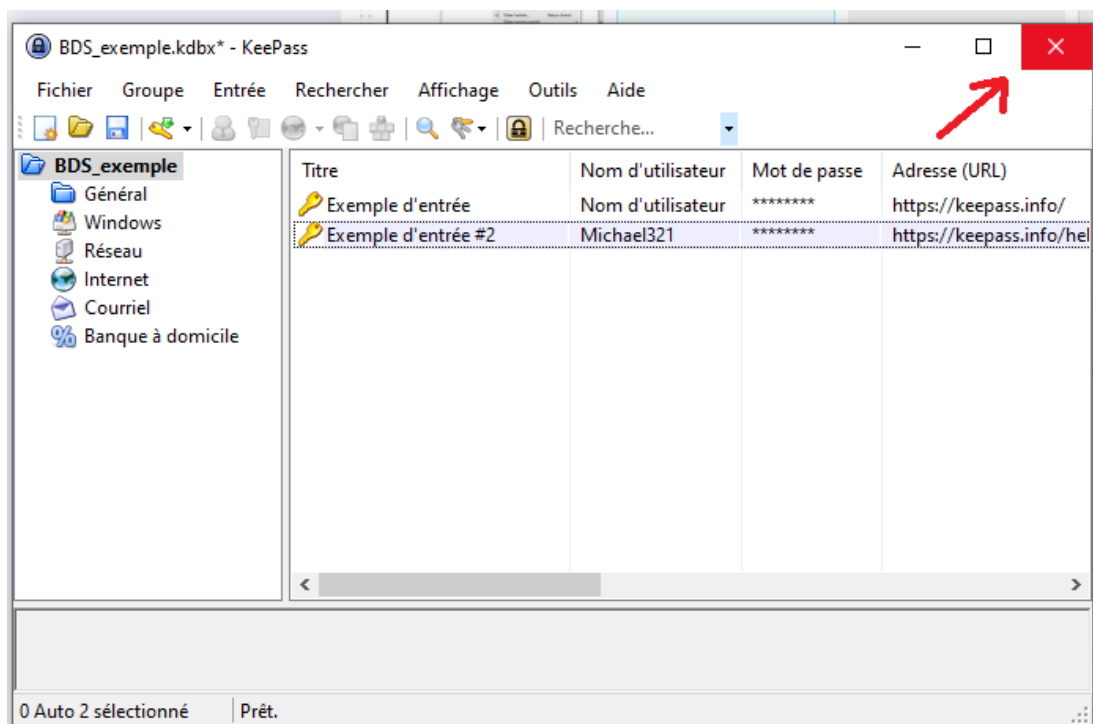 BDS_exemple.kdbx* - KeePass
Fichier Groupe Entrée Rechercher Affichage Outils Aide
Recherche...
BDS_exemple
Général
Windows
Réseau
Internet
Courriel
Banque à domicile
Titre Nom d'utilisateur Mot de passe Adresse (URL)
Exemple d'entrée Nom d'utilisateur ******** https://keepass.info/
Exemple d'entrée #2 Michael321 ******** https://keepass.info/hel
0 Auto 2 sélectionné Prêt.